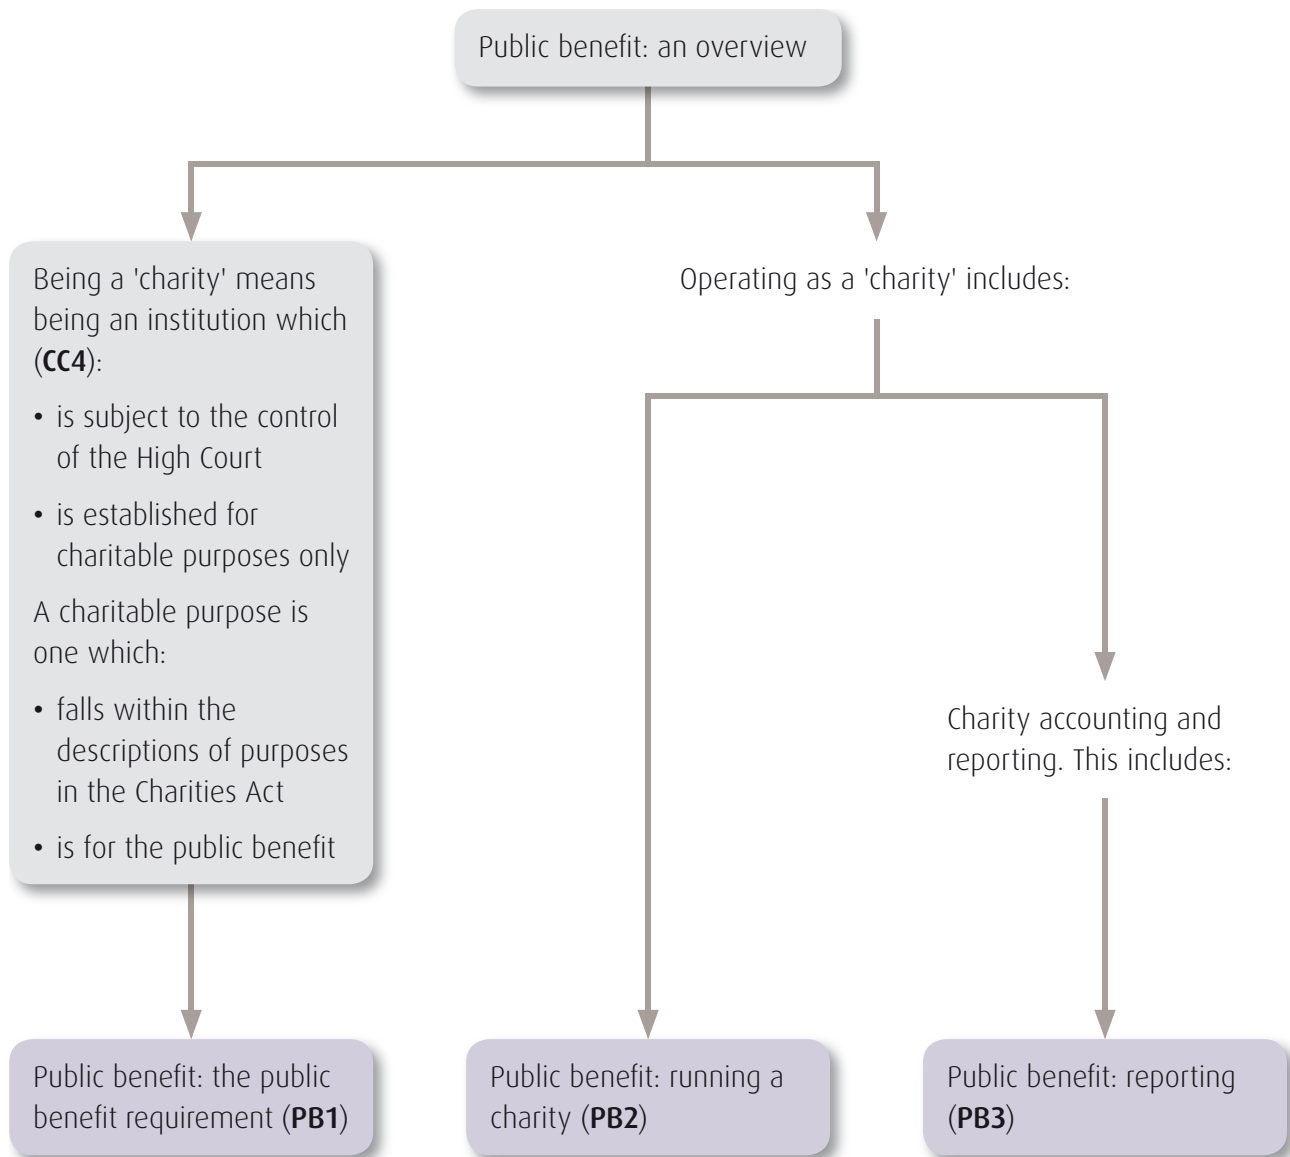 Public benefit: an overview
Being a 'charity' means
being an institution which
(CC4):
• is subject to the control
of the High Court
• is established for
charitable purposes only
A charitable purpose is
one which:
• falls within the
descriptions of purposes
in the Charities Act
• is for the public benefit
Operating as a 'charity' includes:
Charity accounting and
reporting. This includes:
Public benefit: the public
benefit requirement (PB1)
Public benefit: running a
charity (PB2)
Public benefit: reporting
(PB3)